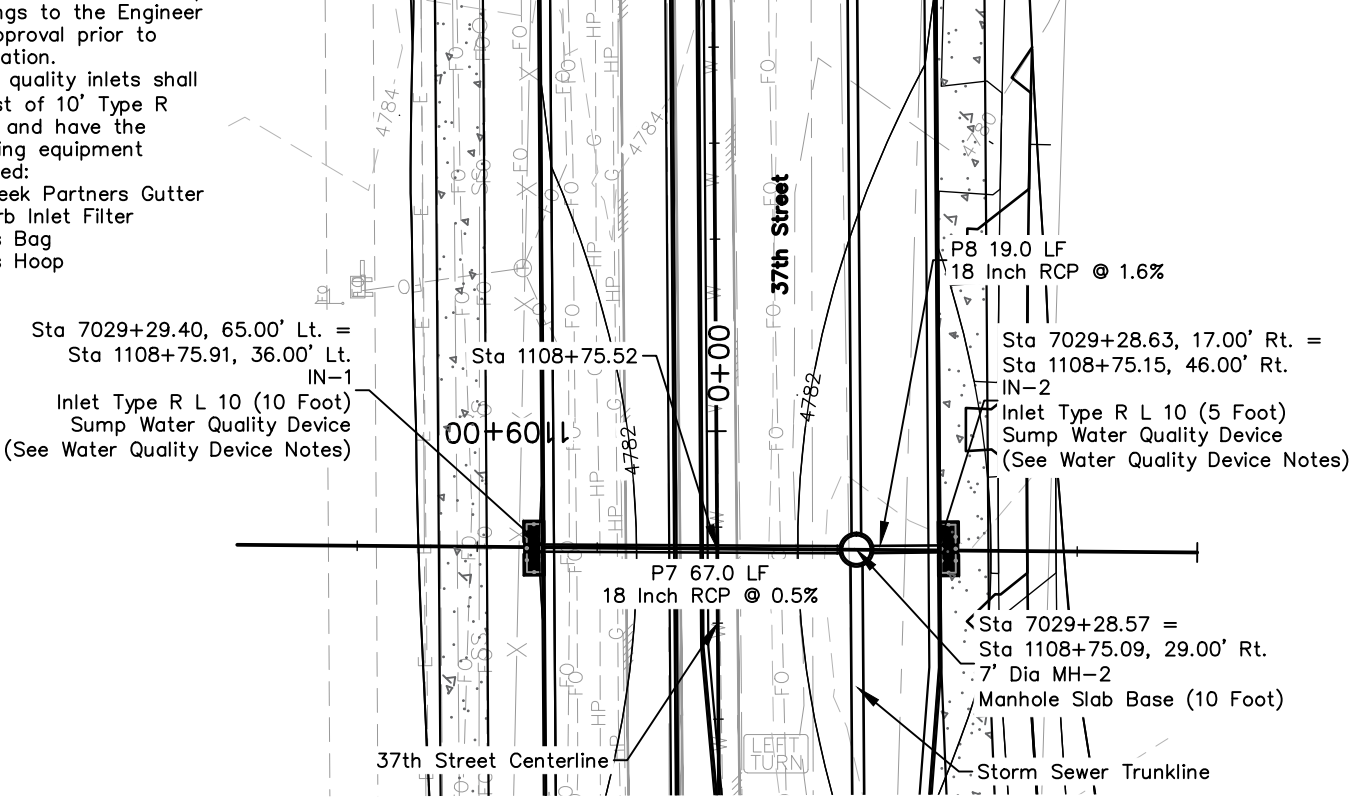 ngs to the Engineer
pproval prior to
ation.
quality inlets shall
st of 10' Type R
and have the
ing equipment
ed:
eek Partners Gutter
rb Inlet Filter
Bag
Hoop
37th Street
P8 19.0 LF
18 Inch RCP @ 1.6%
Sta 7029+29.40, 65.00' Lt. =
Sta 1108+75.91, 36.00' Lt.
IN-1
Inlet Type R L 10 (10 Foot)
Sump Water Quality Device
(See Water Quality Device Notes)
Sta 1108+75.52
0+00
1109+00
Sta 7029+28.63, 17.00' Rt. =
Sta 1108+75.15, 46.00' Rt.
IN-2
Inlet Type R L 10 (5 Foot)
Sump Water Quality Device
(See Water Quality Device Notes)
4784
4784
4780
4782
4782
P7 67.0 LF
18 Inch RCP @ 0.5%
Sta 7029+28.57 =
Sta 1108+75.09, 29.00' Rt.
7' Dia MH-2
Manhole Slab Base (10 Foot)
37th Street Centerline
LEFT
TURN
Storm Sewer Trunkline